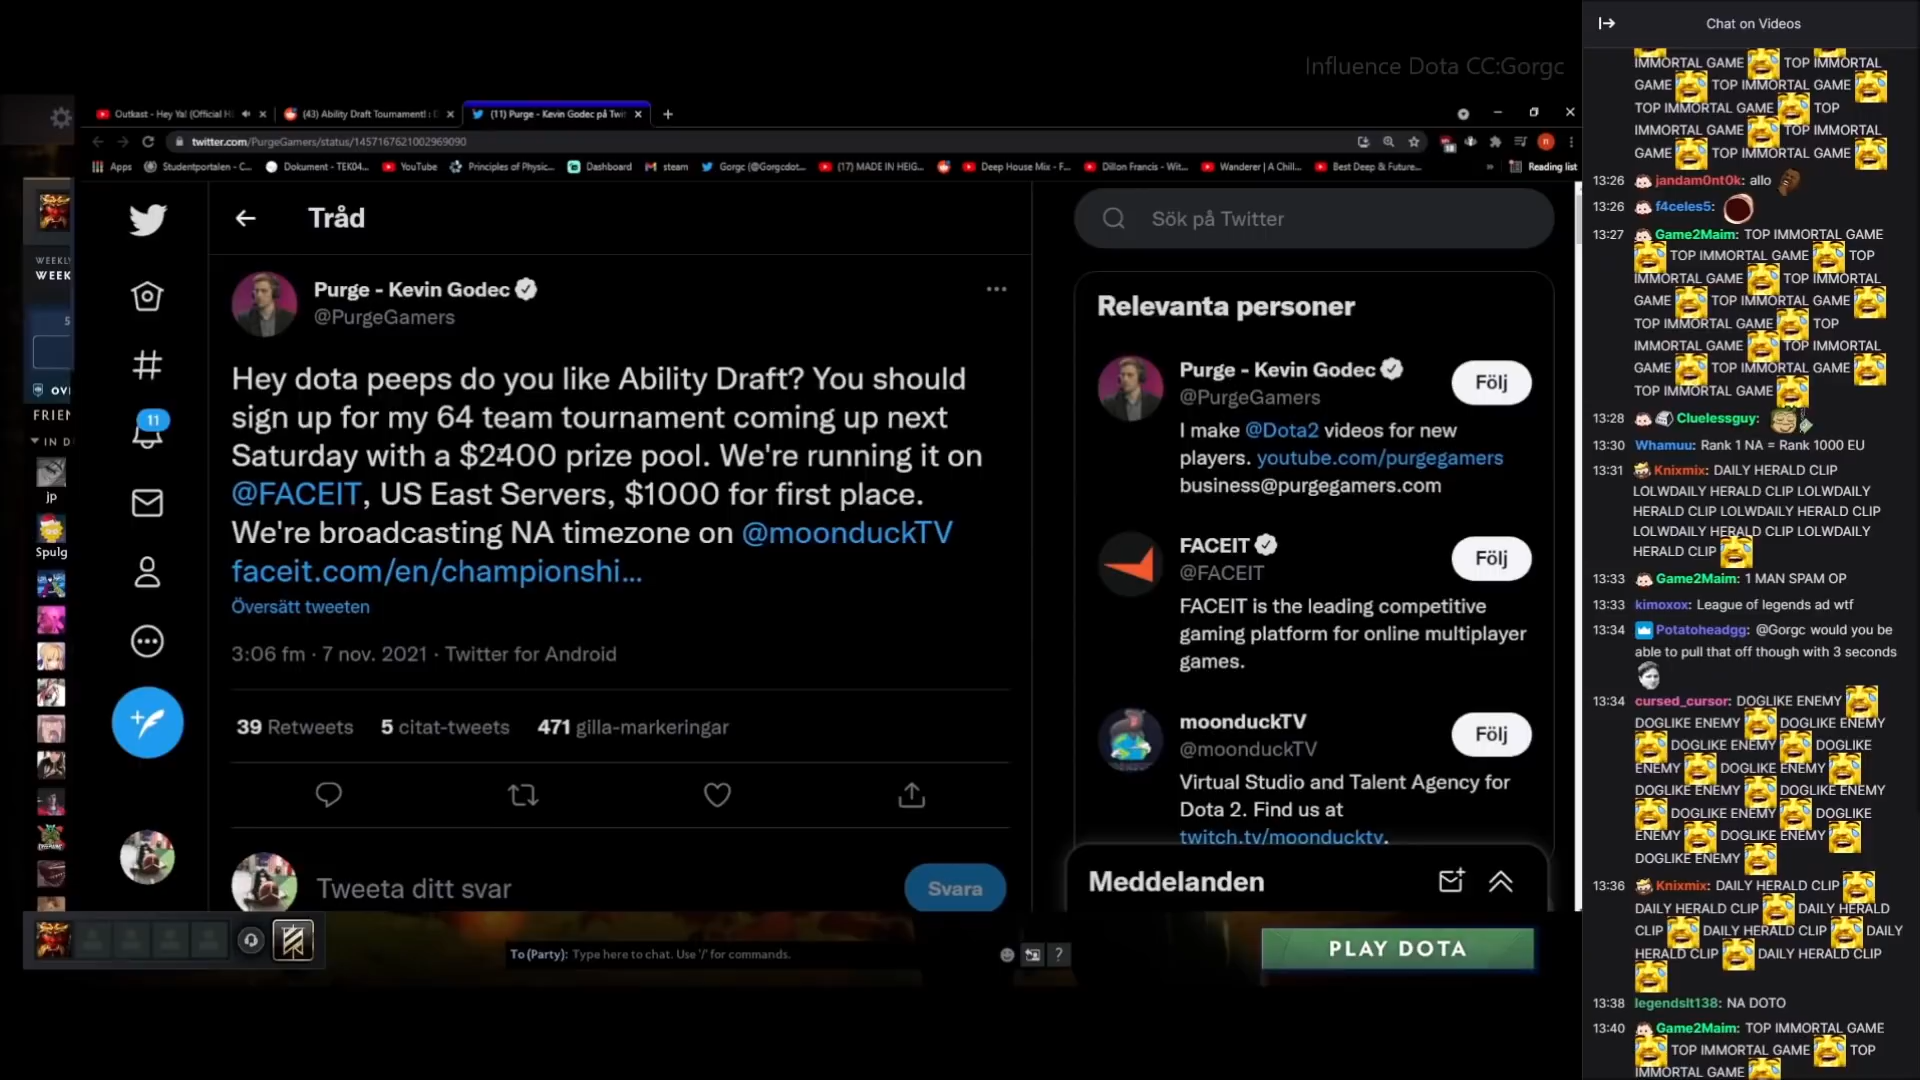 Influence Dota CC:Gorgc
Outkast - Hey Ya! (Official H
(43) Ability Draft Tournament! : D
(11) Purge - Kevin Godec på Twit
twitter.com/PurgeGamers/status/1457167621002969090
Apps
Studentportalen - C...
Dokument - TEK04...
YouTube
Principles of Physic...
Dashboard
steam
Gorgc (@Gorgcdot...
(17) MADE IN HEIG...
Deep House Mix - F...
Dillon Francis - Wit...
Wanderer | A Chill...
Best Deep & Future...
»
Reading list
WEEKL
WEEK
5
OV
FRIEN
IN D
jp
Spulg
11
Tråd
Purge - Kevin Godec
@PurgeGamers
Hey dota peeps do you like Ability Draft? You should
sign up for my 64 team tournament coming up next
Saturday with a $2400 prize pool. We're running it on
@FACEIT, US East Servers, $1000 for first place.
We're broadcasting NA timezone on @moonduckTV
faceit.com/en/championshi...
Översätt tweeten
3:06 fm · 7 nov. 2021 · Twitter for Android
39 Retweets 5 citat-tweets 471 gilla-markeringar
Tweeta ditt svar
Svara
Sök på Twitter
Relevanta personer
Purge - Kevin Godec
@PurgeGamers
Följ
I make @Dota2 videos for new
players. youtube.com/purgegamers
business@purgegamers.com
FACEIT
@FACEIT
Följ
FACEIT is the leading competitive
gaming platform for online multiplayer
games.
moonduckTV
@moonduckTV
Följ
Virtual Studio and Talent Agency for
Dota 2. Find us at
twitch.tv/moonducktv.
Meddelanden
To (Party): Type here to chat. Use '/' for commands.
?
PLAY DOTA
Chat on Videos
IMMORTAL GAME TOP IMMORTAL
GAME TOP IMMORTAL GAME
TOP IMMORTAL GAME TOP
IMMORTAL GAME TOP IMMORTAL
GAME TOP IMMORTAL GAME
13:26 jandam0nt0k: allo
13:26 f4celes5:
13:27 Game2Maim: TOP IMMORTAL GAME
TOP IMMORTAL GAME TOP
IMMORTAL GAME TOP IMMORTAL
GAME TOP IMMORTAL GAME
TOP IMMORTAL GAME TOP
IMMORTAL GAME TOP IMMORTAL
GAME TOP IMMORTAL GAME
TOP IMMORTAL GAME
13:28 Cluelessguy:
13:30 Whamuu: Rank 1 NA = Rank 1000 EU
13:31 Knixmix: DAILY HERALD CLIP
LOLWDAILY HERALD CLIP LOLWDAILY
HERALD CLIP LOLWDAILY HERALD CLIP
LOLWDAILY HERALD CLIP LOLWDAILY
HERALD CLIP
13:33 Game2Maim: 1 MAN SPAM OP
13:33 kimoxox: League of legends ad wtf
13:34 Potatoheadgg: @Gorgc would you be
able to pull that off though with 3 seconds
13:34 cursed_cursor: DOGLIKE ENEMY
DOGLIKE ENEMY DOGLIKE ENEMY
DOGLIKE ENEMY DOGLIKE
ENEMY DOGLIKE ENEMY
DOGLIKE ENEMY DOGLIKE ENEMY
DOGLIKE ENEMY DOGLIKE
ENEMY DOGLIKE ENEMY
DOGLIKE ENEMY
13:36 Knixmix: DAILY HERALD CLIP
DAILY HERALD CLIP DAILY HERALD
CLIP DAILY HERALD CLIP DAILY
HERALD CLIP DAILY HERALD CLIP
13:38 legendslt138: NA DOTO
13:40 Game2Maim: TOP IMMORTAL GAME
TOP IMMORTAL GAME TOP
IMMORTAL GAME TOP IMMORTAL